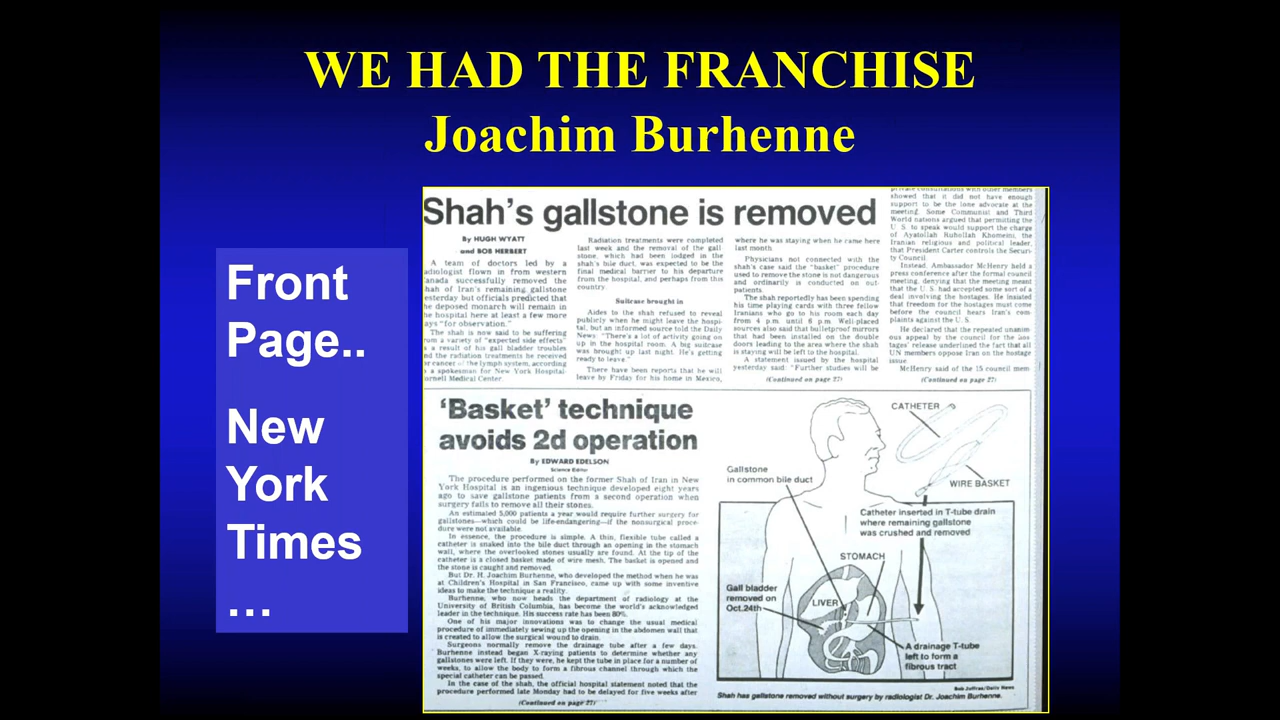 WE HAD THE FRANCHISE
Joachim Burhenne
Front
Page..
New
York
Times
…
Shah's gallstone is removed
By HUGH WYATT
and BOB HERBERT
A team of doctors led by a
adiologist flown in from western
anada successfully removed the
hah of Iran's remaining gallstone
esterday but officials predicted that
he deposed monarch will remain in
he hospital here at least a few more
ays "for observation."
The shah is now said to be suffering
rom a variety of "expected side effects"
s a result of his gall bladder troubles
nd the radiation treatments he received
or cancer of the lymph system, according
o a spokesman for New York Hospital-
ornell Medical Center.
Radiation treatments were completed
last week and the removal of the gall-
stone, which had been lodged in the
shah's bile duct, was expected to be the
final medical barrier to his departure
from the hospital, and perhaps from this
country.
Suitcase brought in
Aides to the shah refused to reveal
publicly when he might leave the hospi-
tal, but an informed source told the Daily
News "There's a lot of activity going on
up in the hospital room. A big suitcase
was brought up last night. He's getting
ready to leave."
There have been reports that he will
leave by Friday for his home in Mexico,
where he was staying when he came here
last month.
Physicians not connected with the
shah's case said the "basket" procedure
used to remove the stone is not dangerous
and ordinarily is conducted on out-
patients.
The shah reportedly has been spending
his time playing cards with three fellow
Iranians who go to his room each day
from 4 p.m. until 6 p.m. Well-placed
sources also said that bulletproof mirrors
that had been installed on the double
doors leading to the area where the shah
is staying will be left to the hospital.
A statement issued by the hospital
yesterday said: "Further studies will be
(Continued on page 27)
private consultations with other members
showed that it did not have enough
support to be the lone advocate at the
meeting. Some Communist and Third
World nations argued that permitting the
U. S. to speak would support the charge
of Ayatollah Ruhollah Khomeini, the
Iranian religious and political leader,
that President Carter controls the Securi-
ty Council.
Instead Ambassador McHenry held a
press conference after the formal council
meeting, denying that the meeting meant
that the U. S. had accepted some sort of a
deal involving the hostages. He insisted
that freedom for the hostages must come
before the council hears Iran's com-
plaints against the U. S.
He declared that the repeated unanim-
ous appeal by the council for the hos-
tages' release underlined the fact that all
UN members oppose Iran on the hostage
issue.
McHenry said of the 15 council mem-
(Continued on page 27)
'Basket' technique
avoids 2d operation
By EDWARD EDELSON
Science Editor
The procedure performed on the former Shah of Iran in New
York Hospital is an ingenious technique developed eight years
ago to save gallstone patients from a second operation when
surgery fails to remove all their stones.
An estimated 5,000 patients a year would require further surgery for
gallstones—which could be life-endangering—if the nonsurgical proce-
dure were not available.
In essence, the procedure is simple. A thin, flexible tube called a
catheter is snaked into the bile duct through an opening in the stomach
wall, where the overlooked stones usually are found. At the tip of the
catheter is a closed basket made of wire mesh. The basket is opened and
the stone is caught and removed.
But Dr. H. Joachim Burhenne, who developed the method when he was
at Children's Hospital in San Francisco, came up with some inventive
ideas to make the technique a reality.
Burhenne, who now heads the department of radiology at the
University of British Columbia, has become the world's acknowledged
leader in the technique. His success rate has been 80%.
One of his major innovations was to change the usual medical
procedure of immediately sewing up the opening in the abdomen wall that
is created to allow the surgical wound to drain.
Surgeons normally remove the drainage tube after a few days.
Burhenne instead began X-raying patients to determine whether any
gallstones were left. If they were, he kept the tube in place for a number of
weeks, to allow the body to form a fibrous channel through which the
special catheter can be passed.
In the case of the shah, the official hospital statement noted that the
procedure performed late Monday had to be delayed for five weeks after
(Continued on page 27)
CATHETER
Gallstone
in common bile duct
WIRE BASKET
Catheter inserted in T-tube drain
where remaining gallstone
was crushed and removed
STOMACH
Gall bladder
removed on
Oct.24th
LIVER
A drainage T-tube
left to form a
fibrous tract
Bob Juffras/Daily News
Shah has gallstone removed without surgery by radiologist Dr. Joachim Burhenne.